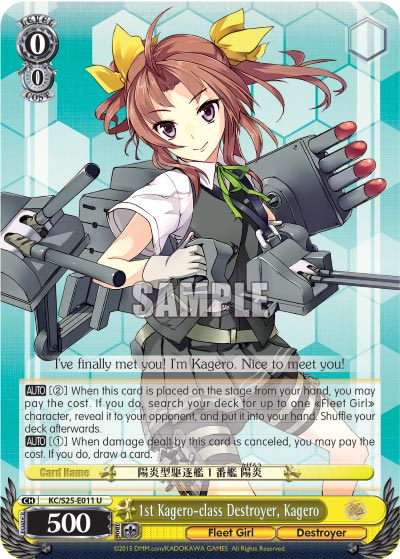 LEVEL
0
0
COST
1
SAMPLE
I've finally met you! I'm Kagero. Nice to meet you!
AUTO [②] When this card is placed on the stage from your hand, you may
pay the cost. If you do, search your deck for up to one «Fleet Girl»
character, reveal it to your opponent, and put it into your hand. Shuffle your
deck afterwards.
AUTO [①] When damage dealt by this card is canceled, you may pay the
cost. If you do, draw a card.
Card Name
陽炎型駆逐艦1番艦 陽炎
CH KC/S25-E011 U
1st Kagero-class Destroyer, Kagero
POWER
500
SOUL
Fleet Girl
Destroyer
©2015 DMM.com/KADOKAWA GAMES All Rights Reserved.